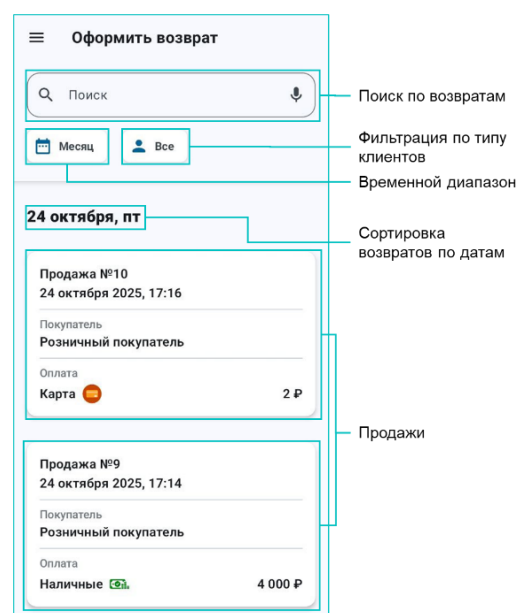 Оформить возврат
Поиск
Поиск по возвратам
Месяц
Все
Фильтрация по типу
клиентов
Временной диапазон
24 октября, пт
Сортировка
возвратов по датам
Продажа №10
24 октября 2025, 17:16
Покупатель
Розничный покупатель
Оплата
Карта
2 ₽
Продажи
Продажа №9
24 октября 2025, 17:14
Покупатель
Розничный покупатель
Оплата
Наличные
4 000 ₽